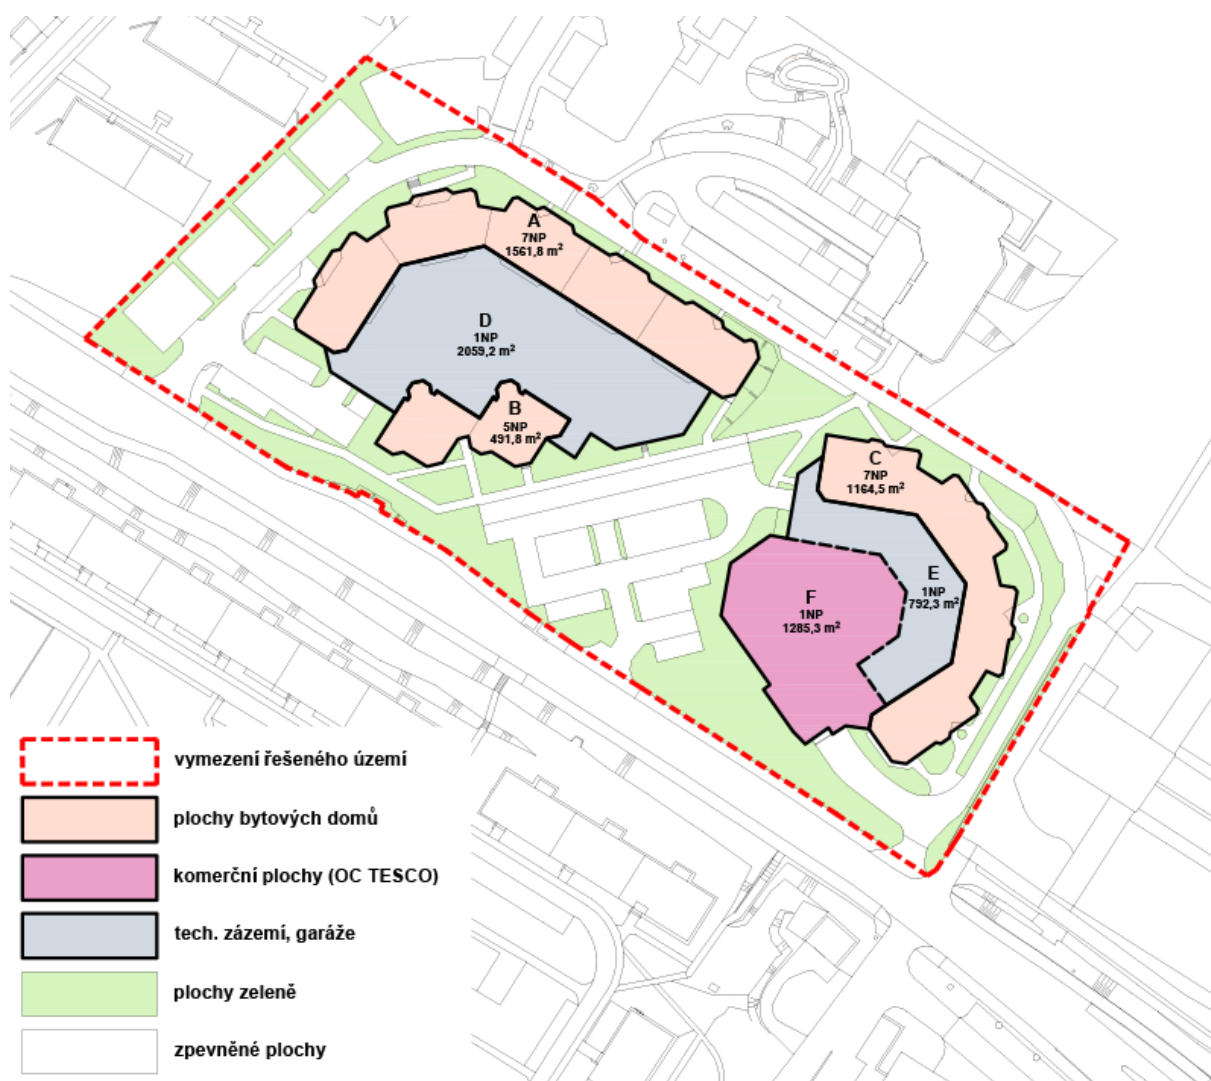 A
7NP
1561,8 m²
D
1NP
2059,2 m²
B
5NP
491,8 m²
C
7NP
1164,5 m²
E
1NP
792,3 m²
F
1NP
1285,3 m²
vymezení řešeného území
plochy bytových domů
komerční plochy (OC TESCO)
tech. zázemí, garáže
plochy zeleně
zpevněné plochy